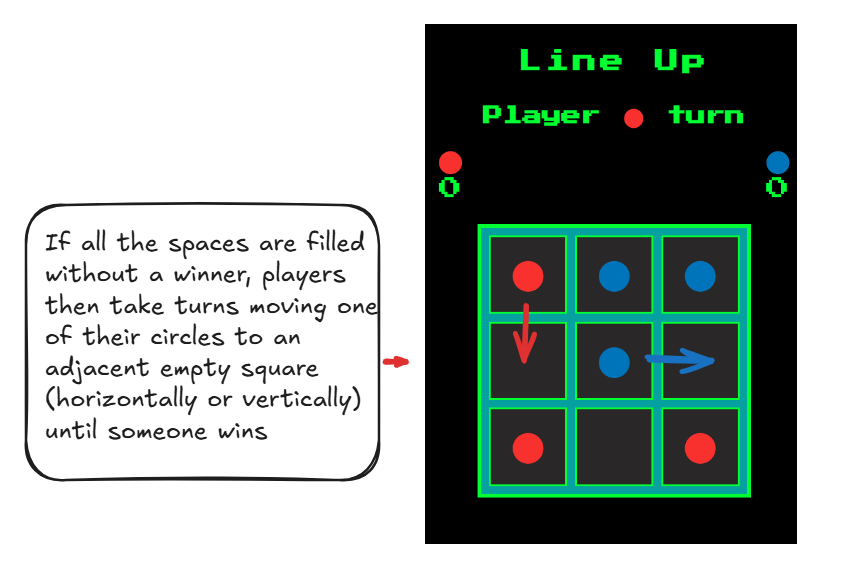 If all the spaces are filled
without a winner, players
then take turns moving one
of their circles to an
adjacent empty square
(horizontally or vertically)
until someone wins
Line Up
Player turn
0 0